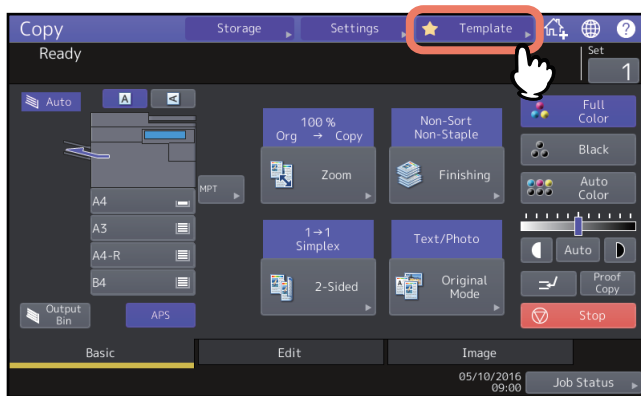 Copy
Storage
Settings
Template
?
Ready
Set
1
Auto
A
A
100 %
Org → Copy
Non-Sort
Non-Staple
Full
Color
Zoom
Finishing
Black
MPT
Auto
Color
A4
A3
A4-R
B4
1→1
Simplex
Text/Photo
2-Sided
Original
Mode
Auto
Proof
Copy
Output
Bin
APS
Stop
Basic
Edit
Image
05/10/2016
09:00
Job Status